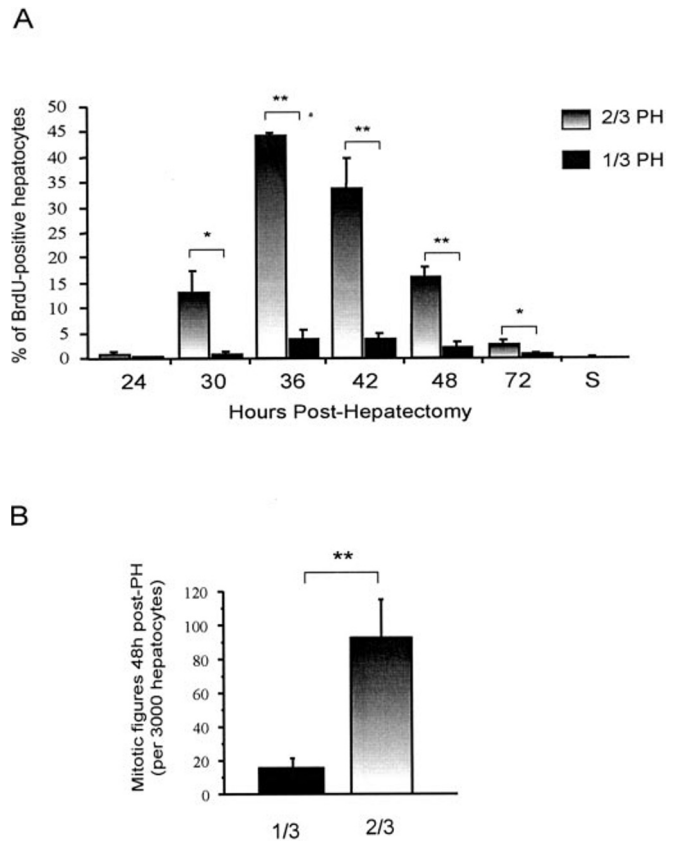 A
% of BrdU-positive hepatocytes
50
45
40
35
30
25
20
15
10
5
0
**
**
*
**
*
2/3 PH
1/3 PH
24 30 36 42 48 72 S
Hours Post-Hepatectomy
B
Mitotic figures 48h post-PH
(per 3000 hepatocytes)
**
120
100
80
60
40
20
0
1/3 2/3